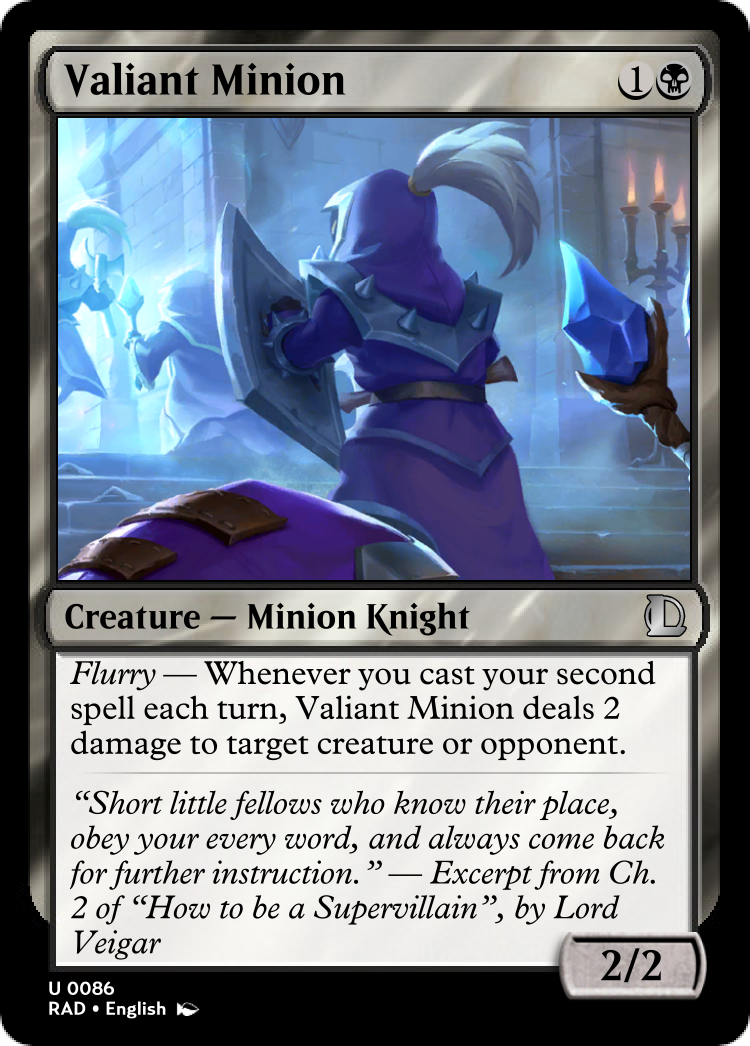 Valiant Minion
1
Creature — Minion Knight
Flurry — Whenever you cast your second
spell each turn, Valiant Minion deals 2
damage to target creature or opponent.
“Short little fellows who know their place,
obey your every word, and always come back
for further instruction.” — Excerpt from Ch.
2 of “How to be a Supervillain”, by Lord
Veigar
2/2
U 0086
RAD • English